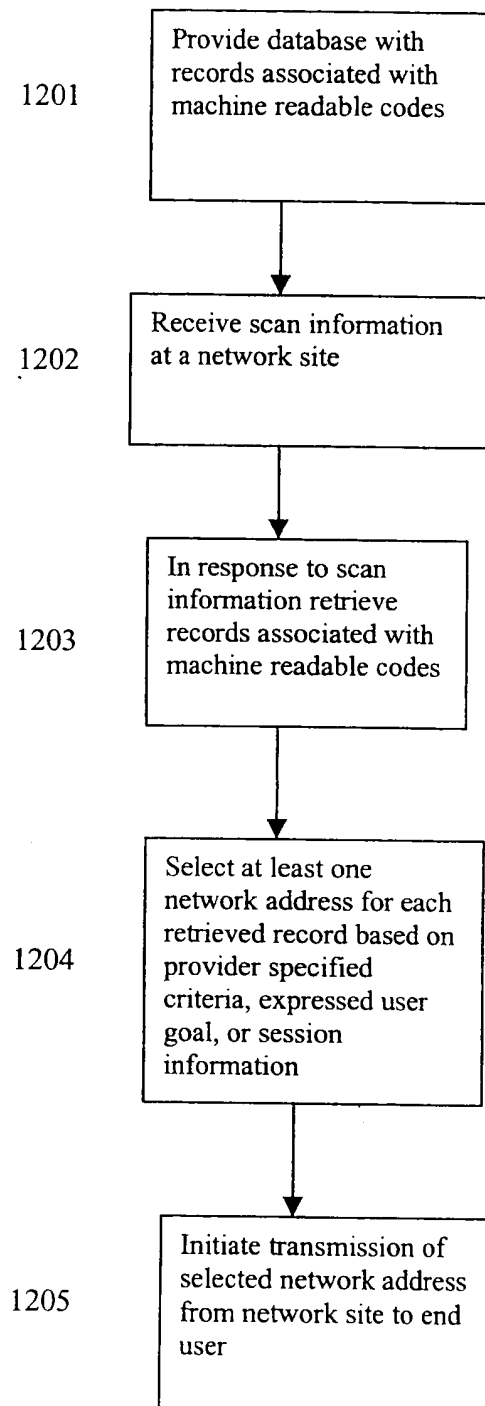 Provide database with
records associated with
1201
machine readable codes
Receive scan information
1202
at a network site
In response to scan
information retrieve
1203
records associated with
machine readable codes
Select at least one
network address for each
retrieved record based on
1204
provider specified
criteria, expressed user
goal, or session
information
Initiate transmission of
selected network address
1205
from network site to end
user